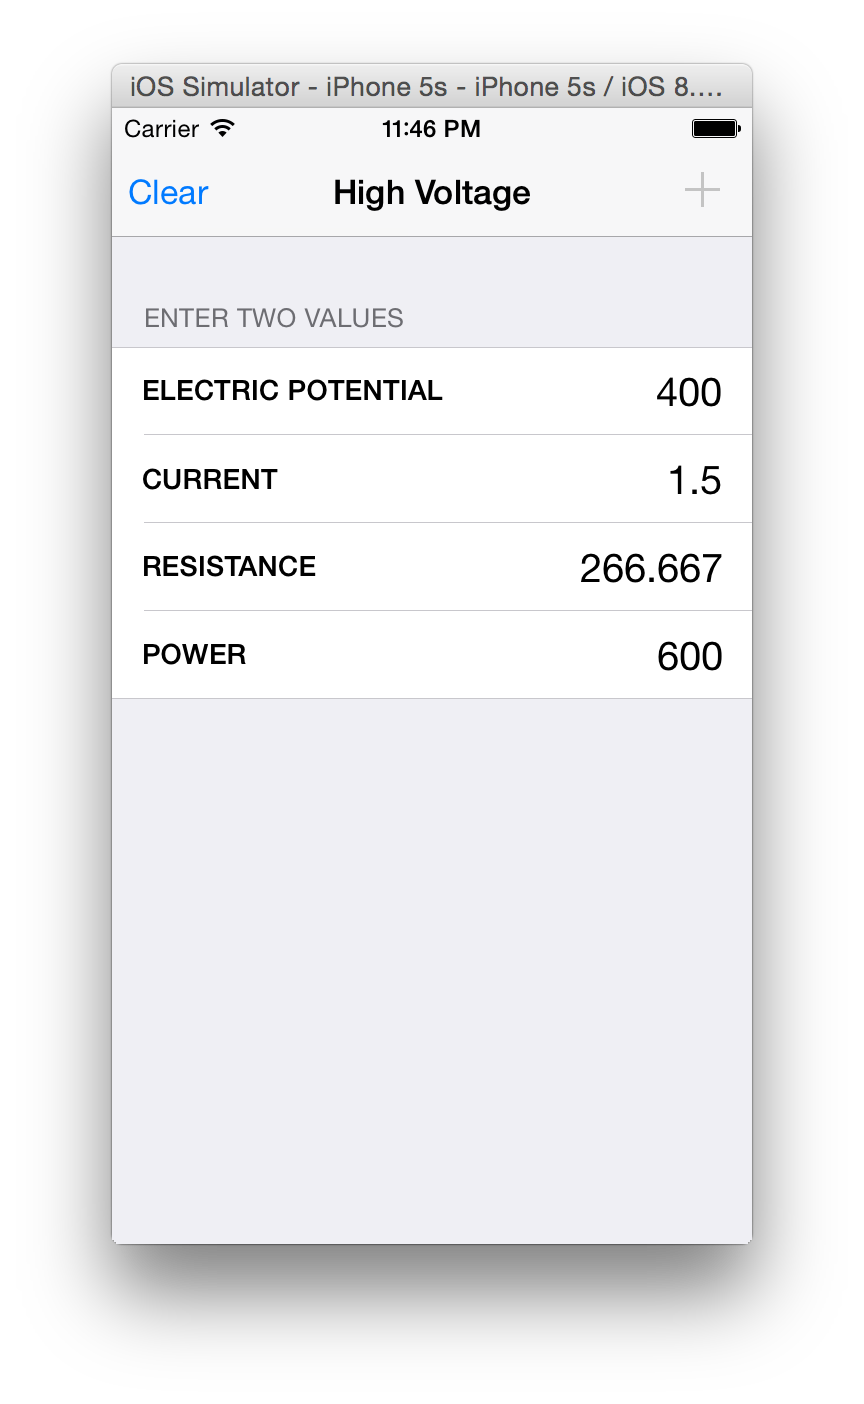 iOS Simulator - iPhone 5s - iPhone 5s / iOS 8....
Carrier 11:46 PM
Clear High Voltage +
ENTER TWO VALUES
ELECTRIC POTENTIAL 400
CURRENT 1.5
RESISTANCE 266.667
POWER 600